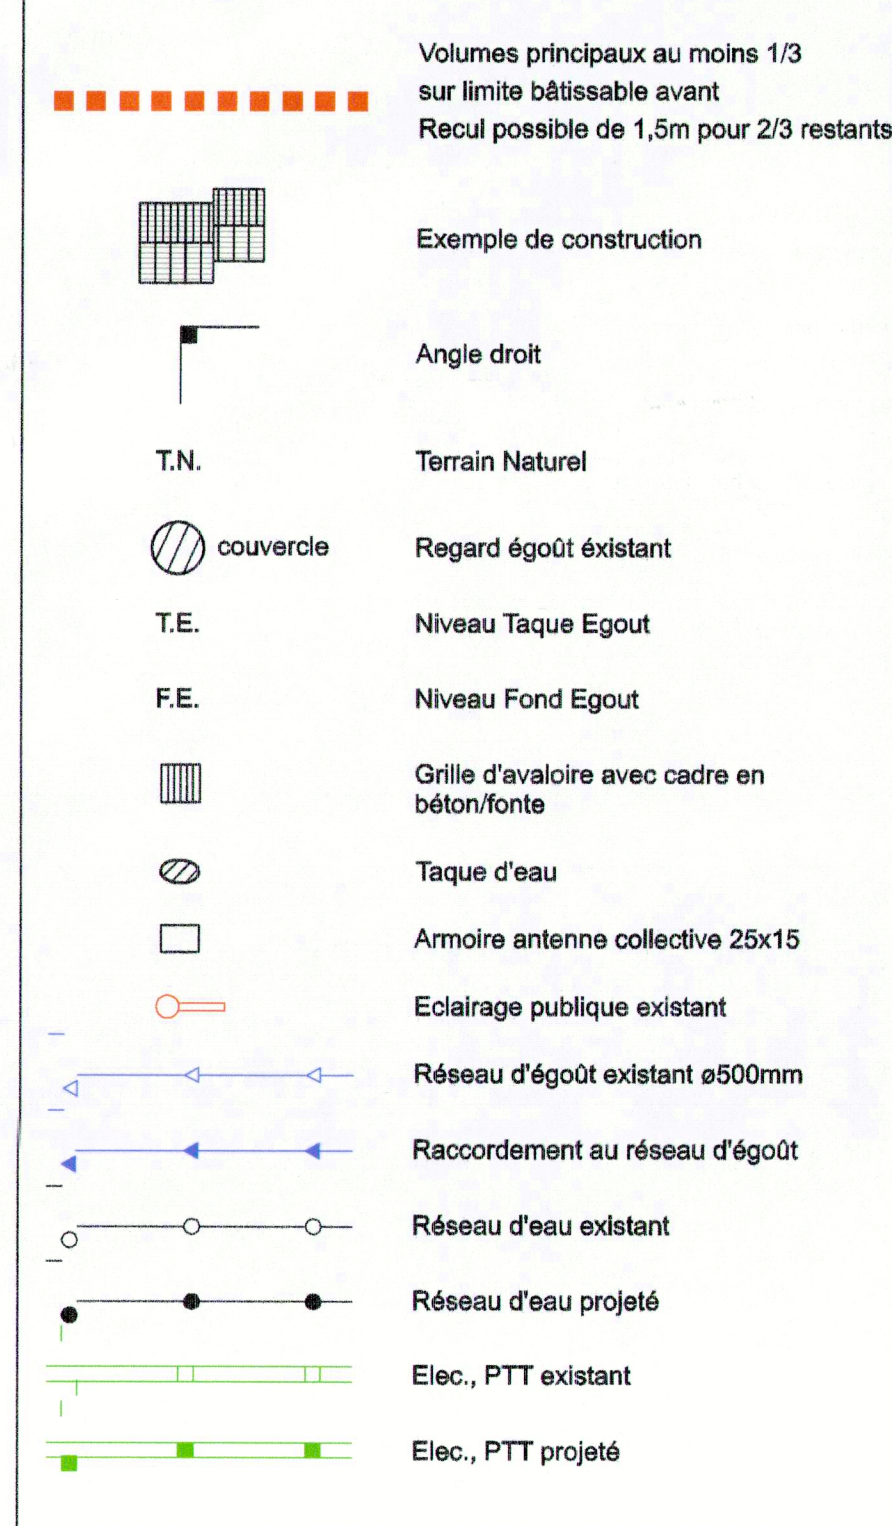 Volumes principaux au moins 1/3
sur limite bâtissable avant
Recul possible de 1,5m pour 2/3 restants
Exemple de construction
Angle droit
T.N. Terrain Naturel
couvercle Regard égoût éxistant
T.E. Niveau Taque Egout
F.E. Niveau Fond Egout
Grille d'avaloire avec cadre en
béton/fonte
Taque d'eau
Armoire antenne collective 25x15
Eclairage publique existant
Réseau d'égoût existant ø500mm
Raccordement au réseau d'égoût
Réseau d'eau existant
Réseau d'eau projeté
Elec., PTT existant
Elec., PTT projeté